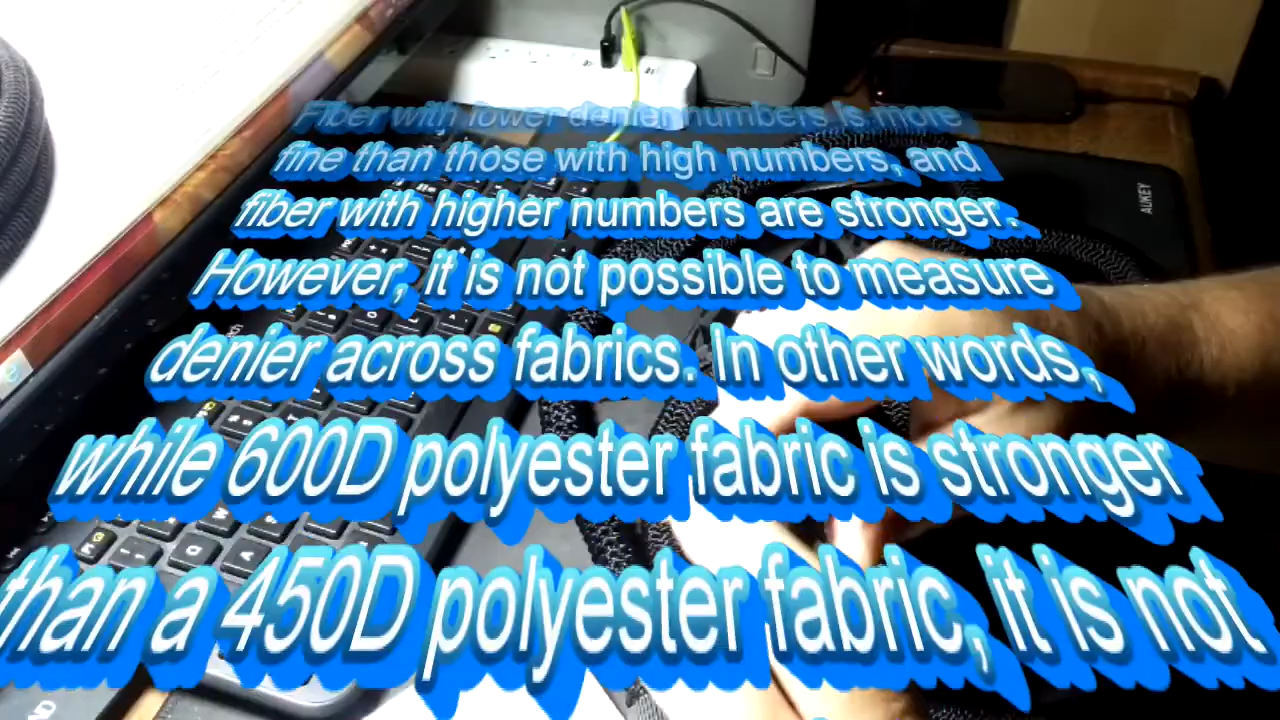 Fiber with lower denier numbers is more
fine than those with high numbers, and
fiber with higher numbers are stronger.
However, it is not possible to measure
denier across fabrics. In other words,
while 600D polyester fabric is stronger
than a 450D polyester fabric, it is not
AUKEY